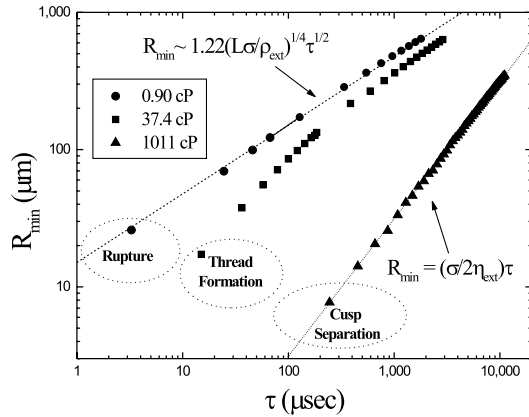 1,000
R_min ~ 1.22(Lσ/ρ_ext)^1/4 τ^1/2
0.90 cP
37.4 cP
1011 cP
100
R_min (μm)
R_min = (σ/2η_ext)τ
Rupture
Thread
Formation
10
Cusp
Separation
1
10
100
1,000
10,000
τ (μsec)